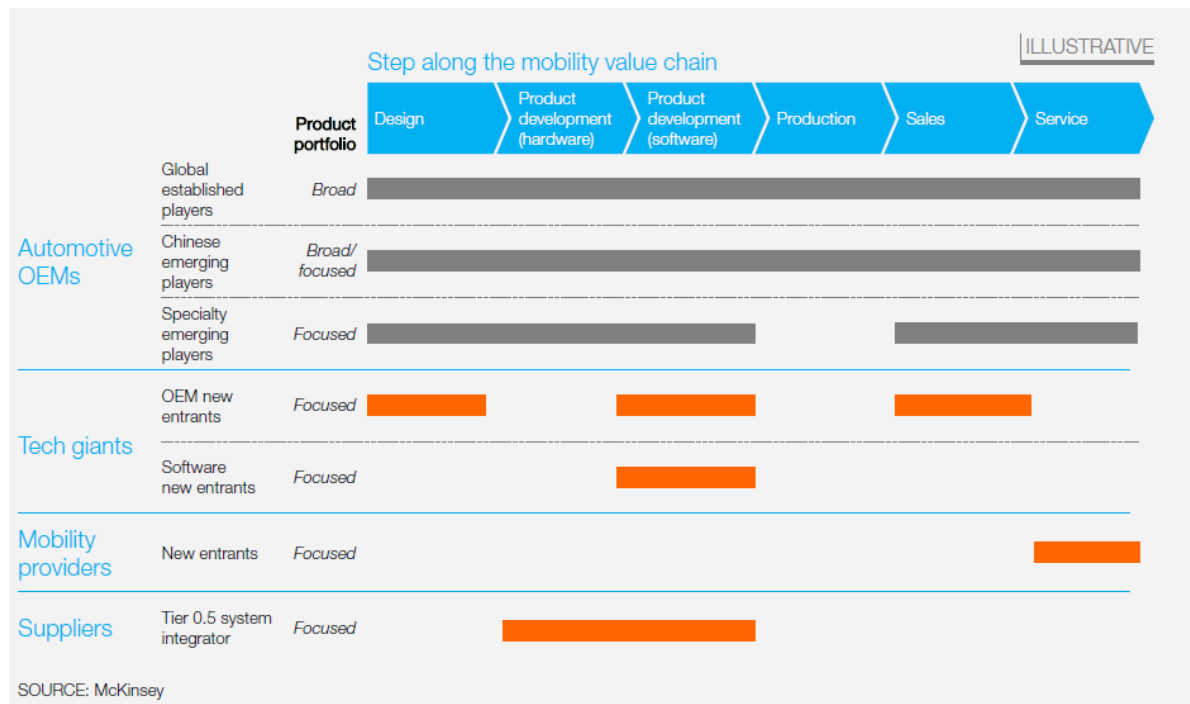 ILLUSTRATIVE
Step along the mobility value chain
Product
portfolio
Design
Product
development
(hardware)
Product
development
(software)
Production
Sales
Service
Automotive
OEMs
Global
established
players
Broad
Chinese
emerging
players
Broad/
focused
Specialty
emerging
players
Focused
Tech giants
OEM new
entrants
Focused
Software
new entrants
Focused
Mobility
providers
New entrants
Focused
Suppliers
Tier 0.5 system
integrator
Focused
SOURCE: McKinsey